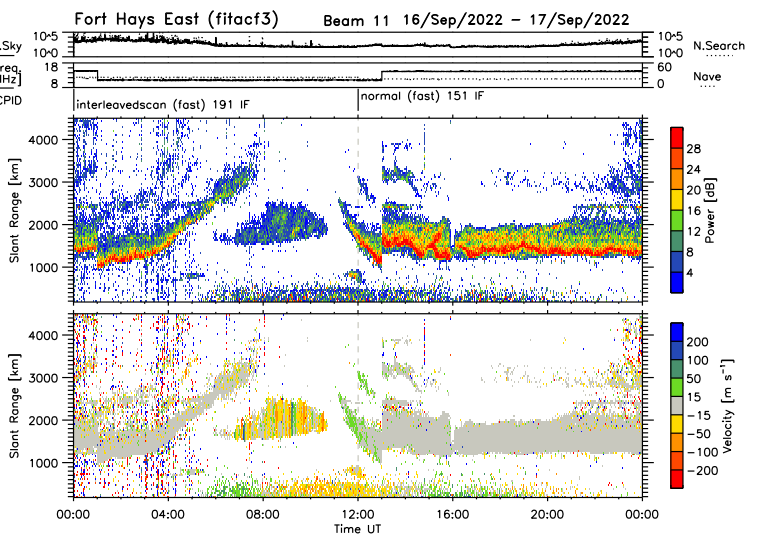 Fort Hays East (fitacf3) Beam 11 16/Sep/2022 − 17/Sep/2022
.Sky 10^5 10^0 10^5 10^0 N.Search
req. Hz] 18 8 60 0 Nave
CPID interleavedscan (fast) 191 IF normal (fast) 151 IF
Slant Range [km] 4000 3000 2000 1000
Power [dB] 28 24 20 16 12 8 4
Slant Range [km] 4000 3000 2000 1000
Velocity [m s⁻¹] 200 100 50 15 −15 −50 −100 −200
00:00 04:00 08:00 12:00 16:00 20:00 00:00
Time UT